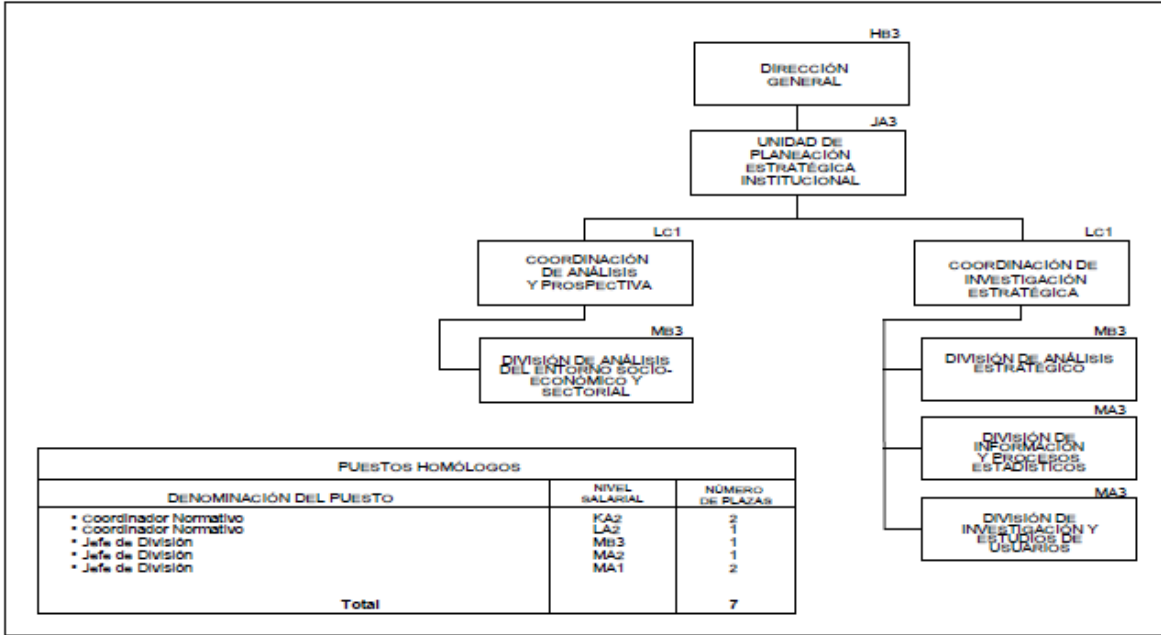 HB3
DIRECCIÓN
GENERAL
JA3
UNIDAD DE
PLANEACIÓN
ESTRATÉGICA
INSTITUCIONAL
LC1
COORDINACIÓN
DE ANÁLISIS
Y PROSPECTIVA
MB3
DIVISIÓN DE ANÁLISIS
DEL ENTORNO SOCIO-
ECONÓMICO Y
SECTORIAL
LC1
COORDINACIÓN DE
INVESTIGACIÓN
ESTRATÉGICA
MB3
DIVISIÓN DE ANÁLISIS
ESTRATÉGICO
MA3
DIVISIÓN DE
INFORMACIÓN
Y PROCESOS
ESTADÍSTICOS
MA3
DIVISIÓN DE
INVESTIGACIÓN Y
ESTUDIOS DE
USUARIOS
PUESTOS HOMÓLOGOS
DENOMINACIÓN DEL PUESTO NIVEL SALARIAL NÚMERO DE PLAZAS
• Coordinador Normativo KA2 2
• Coordinador Normativo LA2 1
• Jefe de División MB3 1
• Jefe de División MA2 1
• Jefe de División MA1 2
Total 7